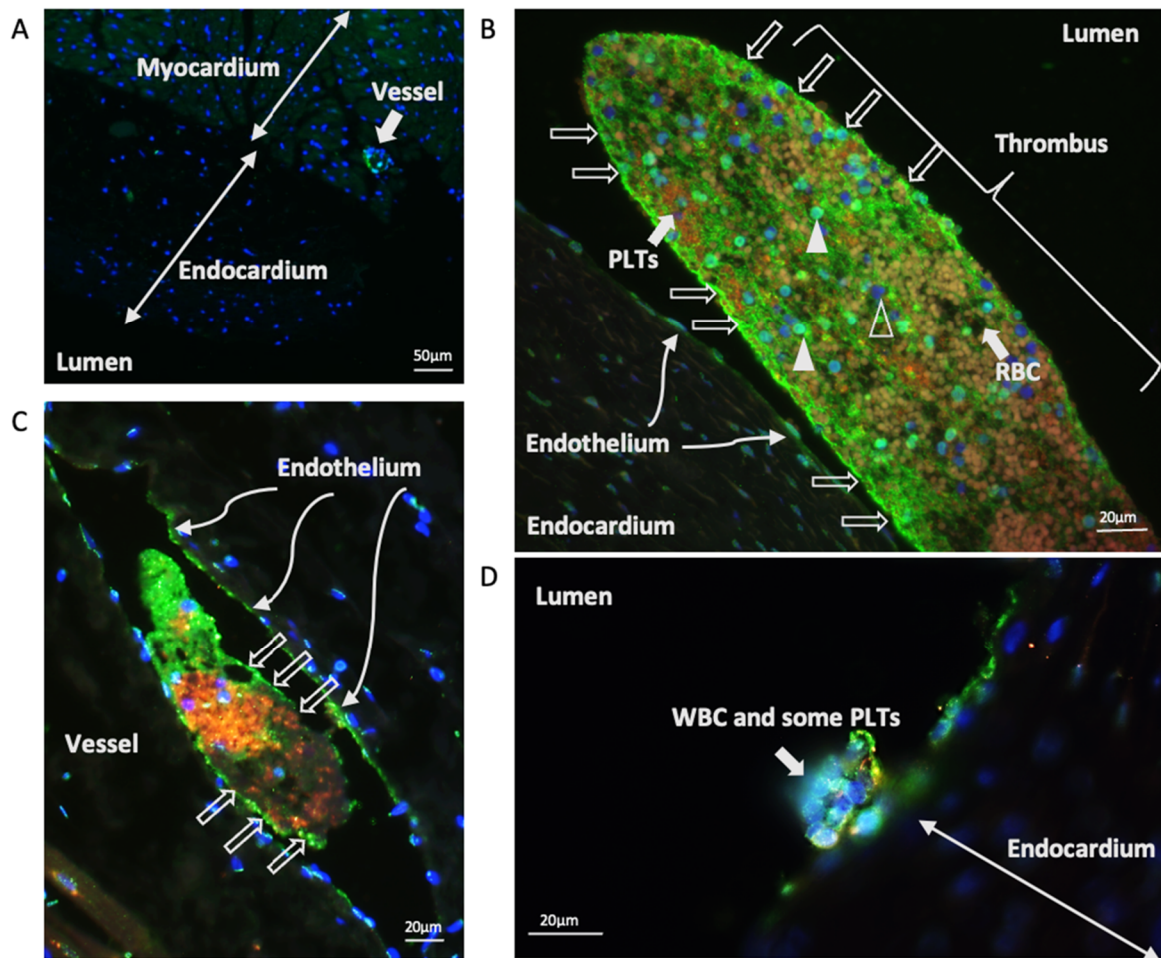 A
Myocardium
Vessel
Endocardium
Lumen
50µm
B
Lumen
Thrombus
PLTs
RBC
Endothelium
Endocardium
20µm
C
Endothelium
Vessel
20µm
D
Lumen
WBC and some PLTs
Endocardium
20µm